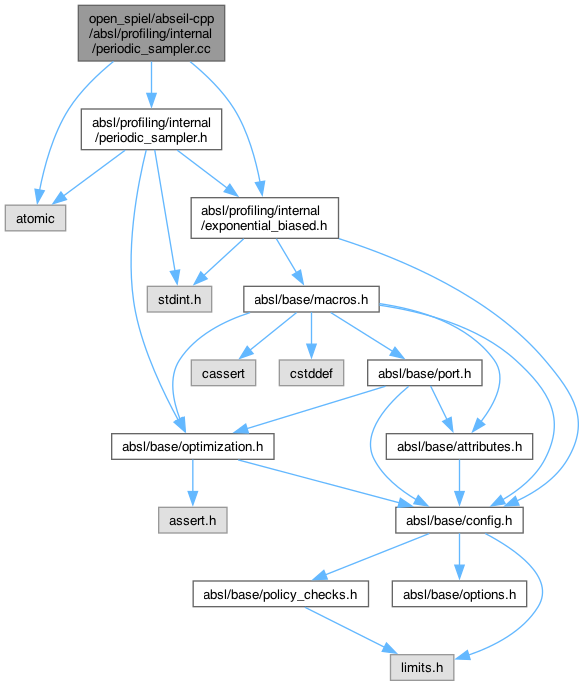 open_spiel/abseil-cpp
/absl/profiling/internal
/periodic_sampler.cc
absl/profiling/internal
/periodic_sampler.h
absl/profiling/internal
/exponential_biased.h
atomic
stdint.h
absl/base/macros.h
cassert
cstddef
absl/base/port.h
absl/base/optimization.h
absl/base/attributes.h
assert.h
absl/base/config.h
absl/base/policy_checks.h
absl/base/options.h
limits.h